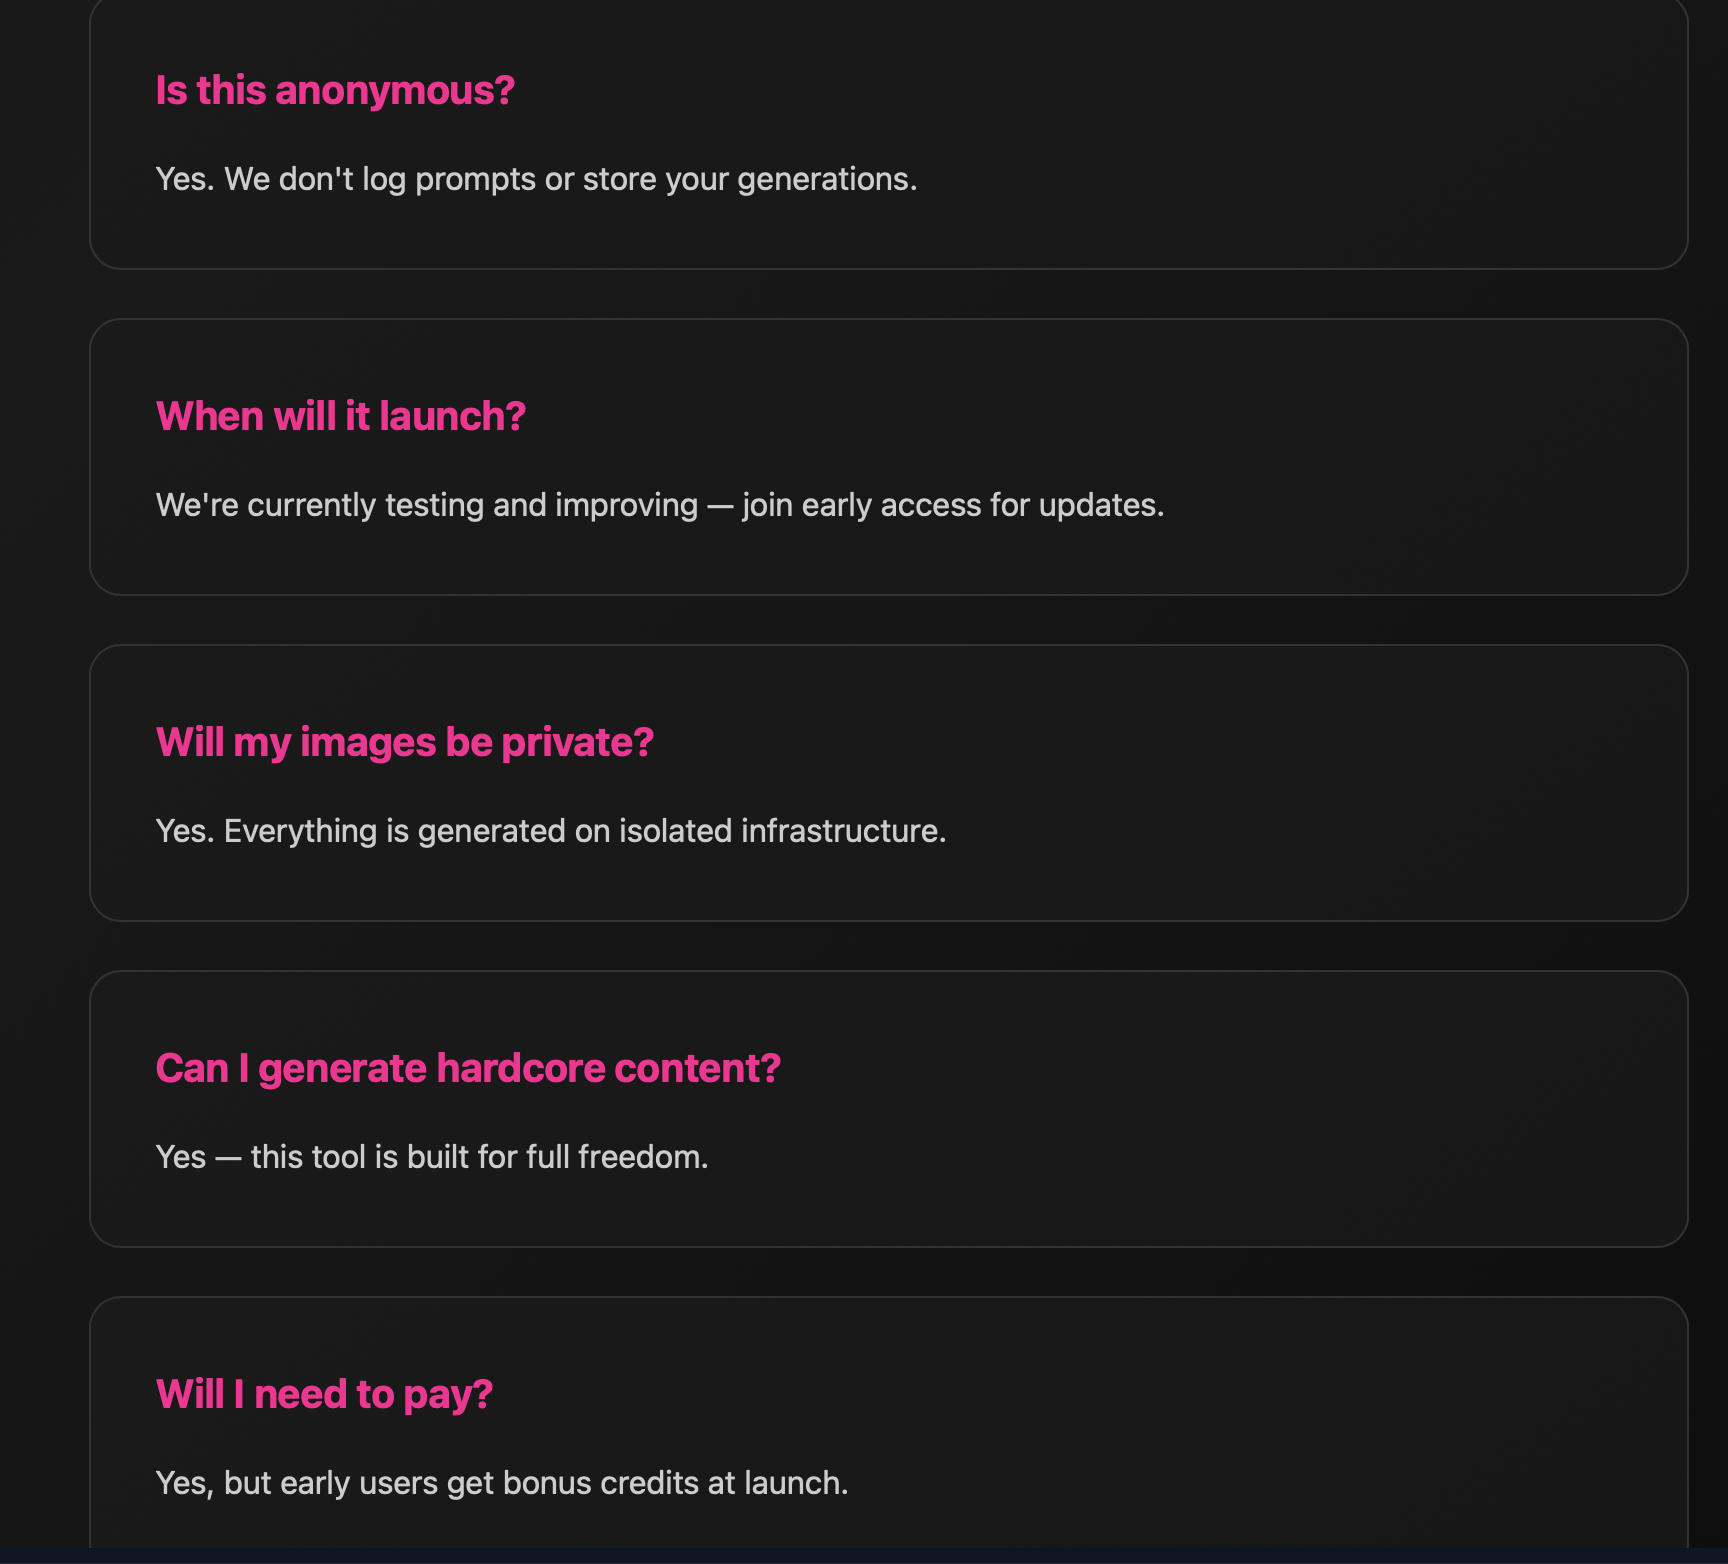 Is this anonymous?
Yes. We don't log prompts or store your generations.
When will it launch?
We're currently testing and improving — join early access for updates.
Will my images be private?
Yes. Everything is generated on isolated infrastructure.
Can I generate hardcore content?
Yes — this tool is built for full freedom.
Will I need to pay?
Yes, but early users get bonus credits at launch.